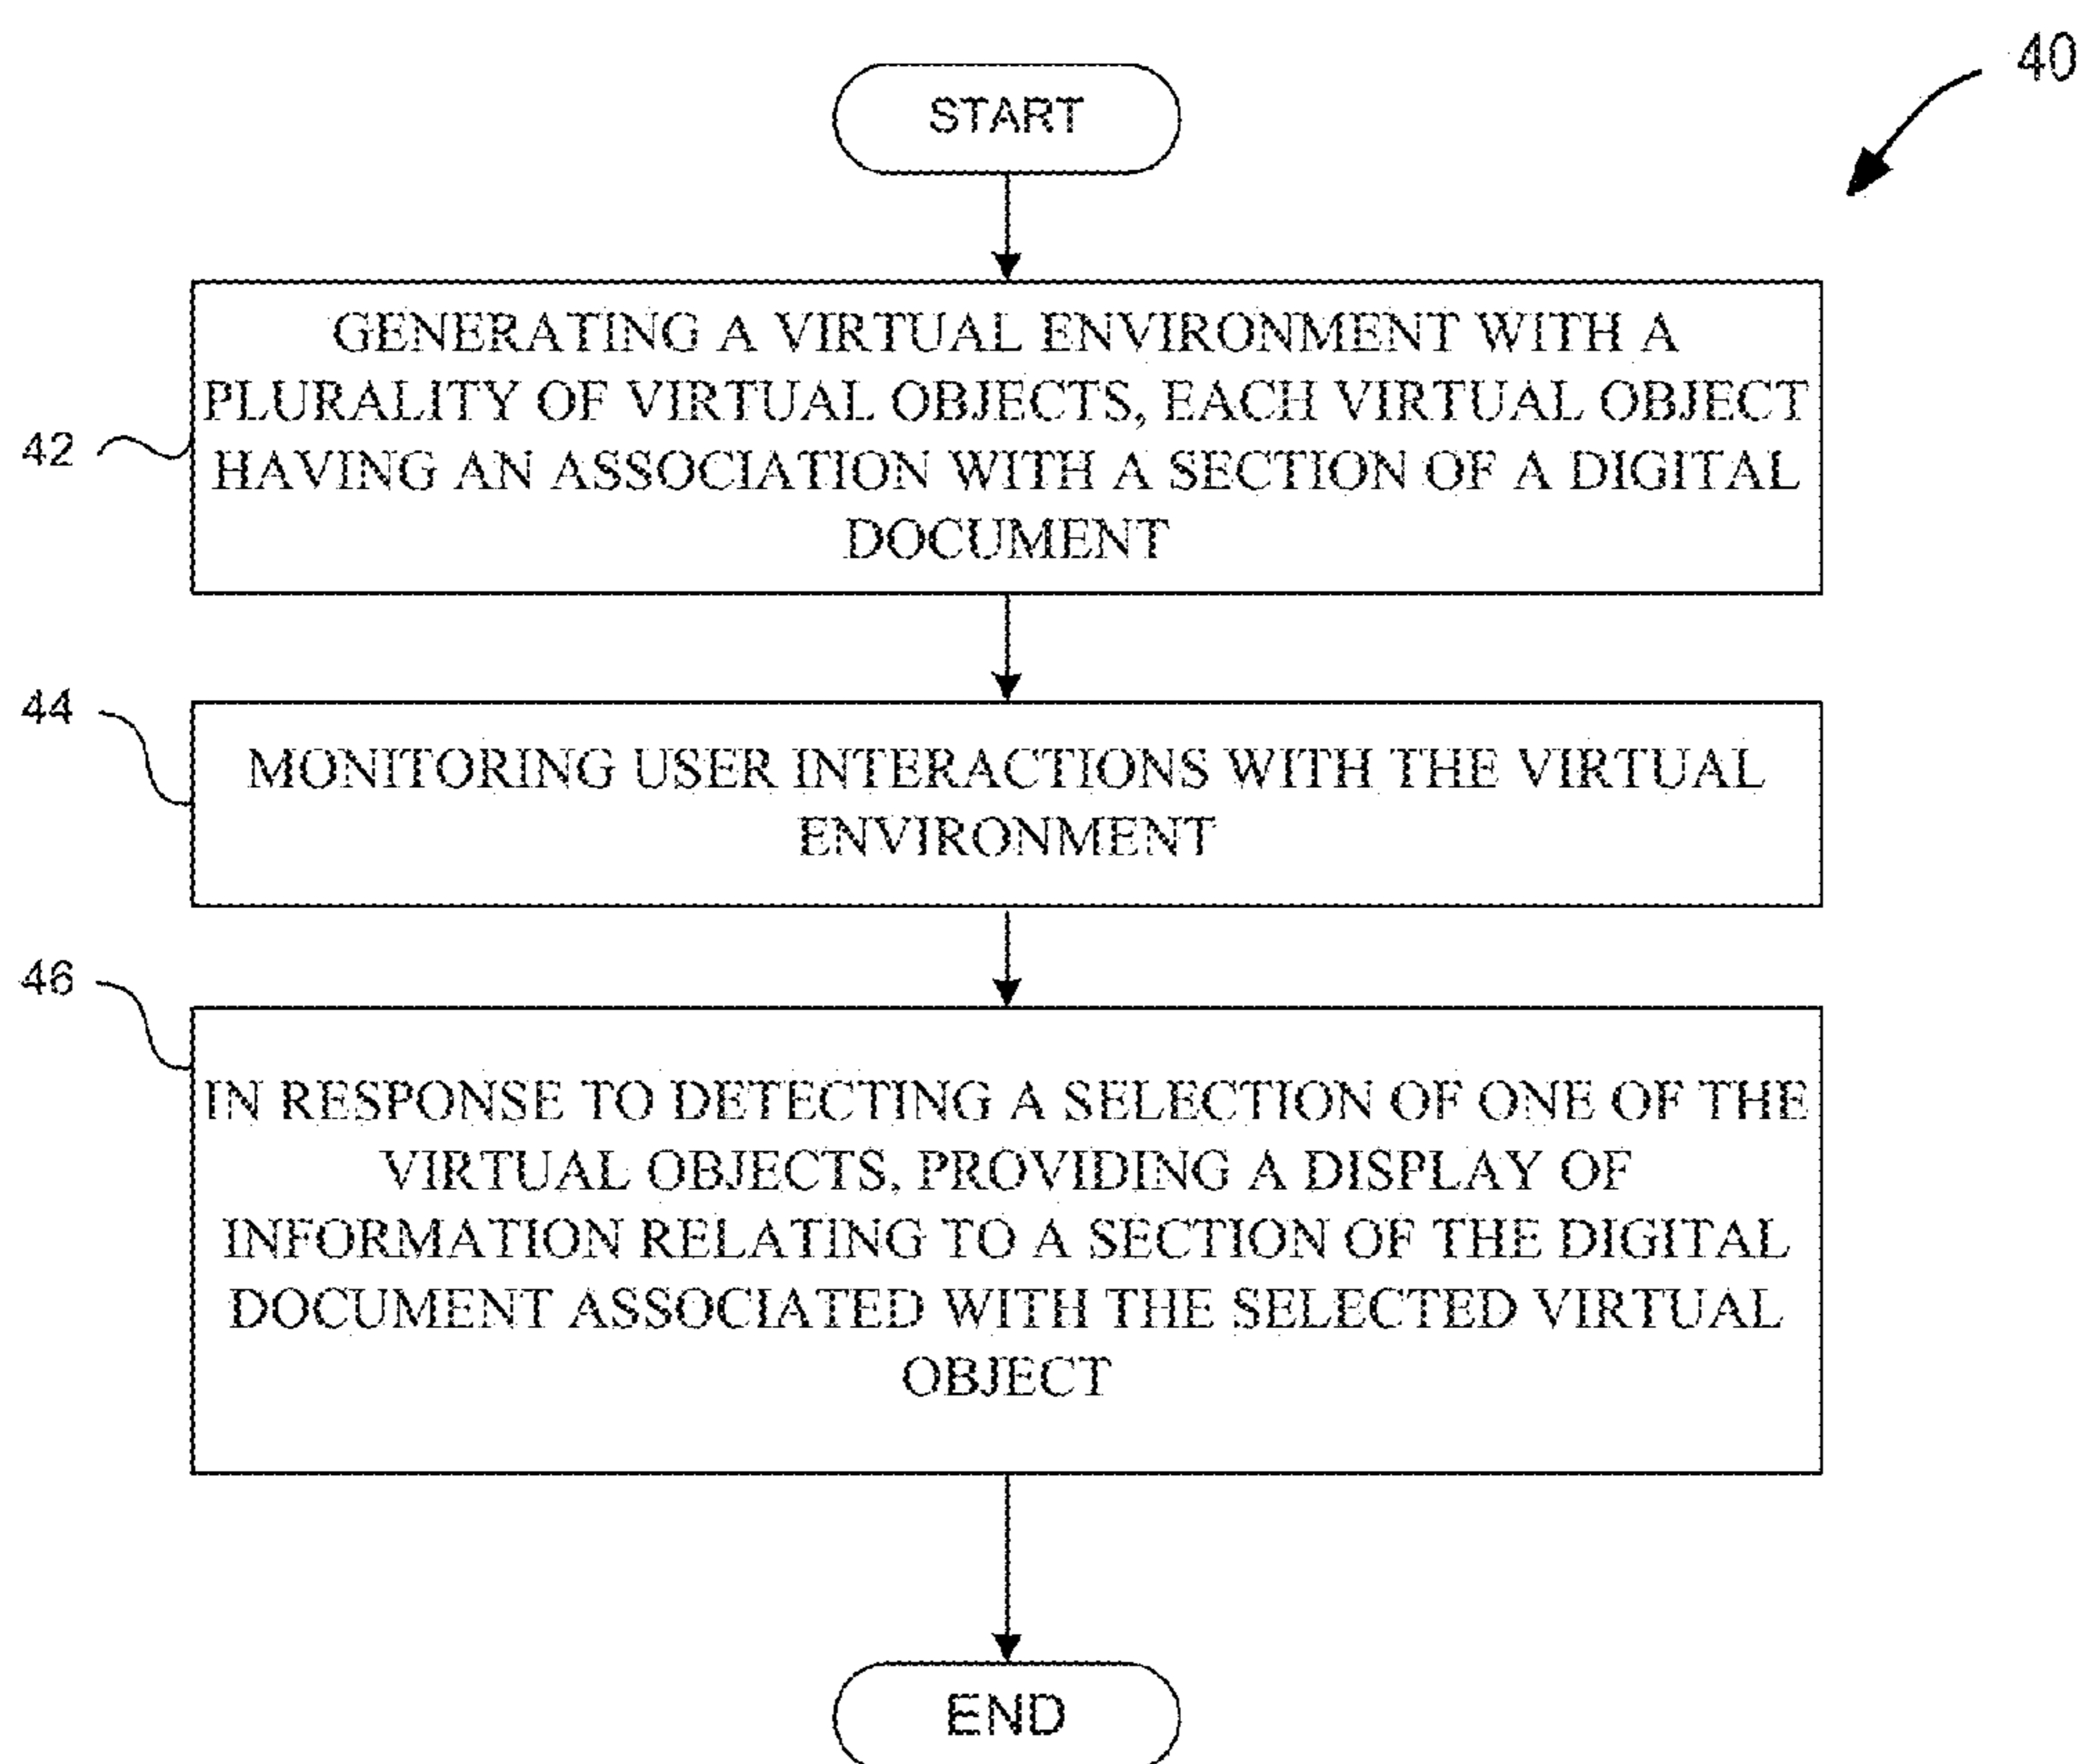 40
START
GENERATING A VIRTUAL ENVIRONMENT WITH A
PLURALITY OF VIRTUAL OBJECTS, EACH VIRTUAL OBJECT
HAVING AN ASSOCIATION WITH A SECTION OF A DIGITAL
DOCUMENT
42
44
MONITORING USER INTERACTIONS WITH THE VIRTUAL
ENVIRONMENT
46
IN RESPONSE TO DETECTING A SELECTION OF ONE OF THE
VIRTUAL OBJECTS, PROVIDING A DISPLAY OF
INFORMATION RELATING TO A SECTION OF THE DIGITAL
DOCUMENT ASSOCIATED WITH THE SELECTED VIRTUAL
OBJECT
END